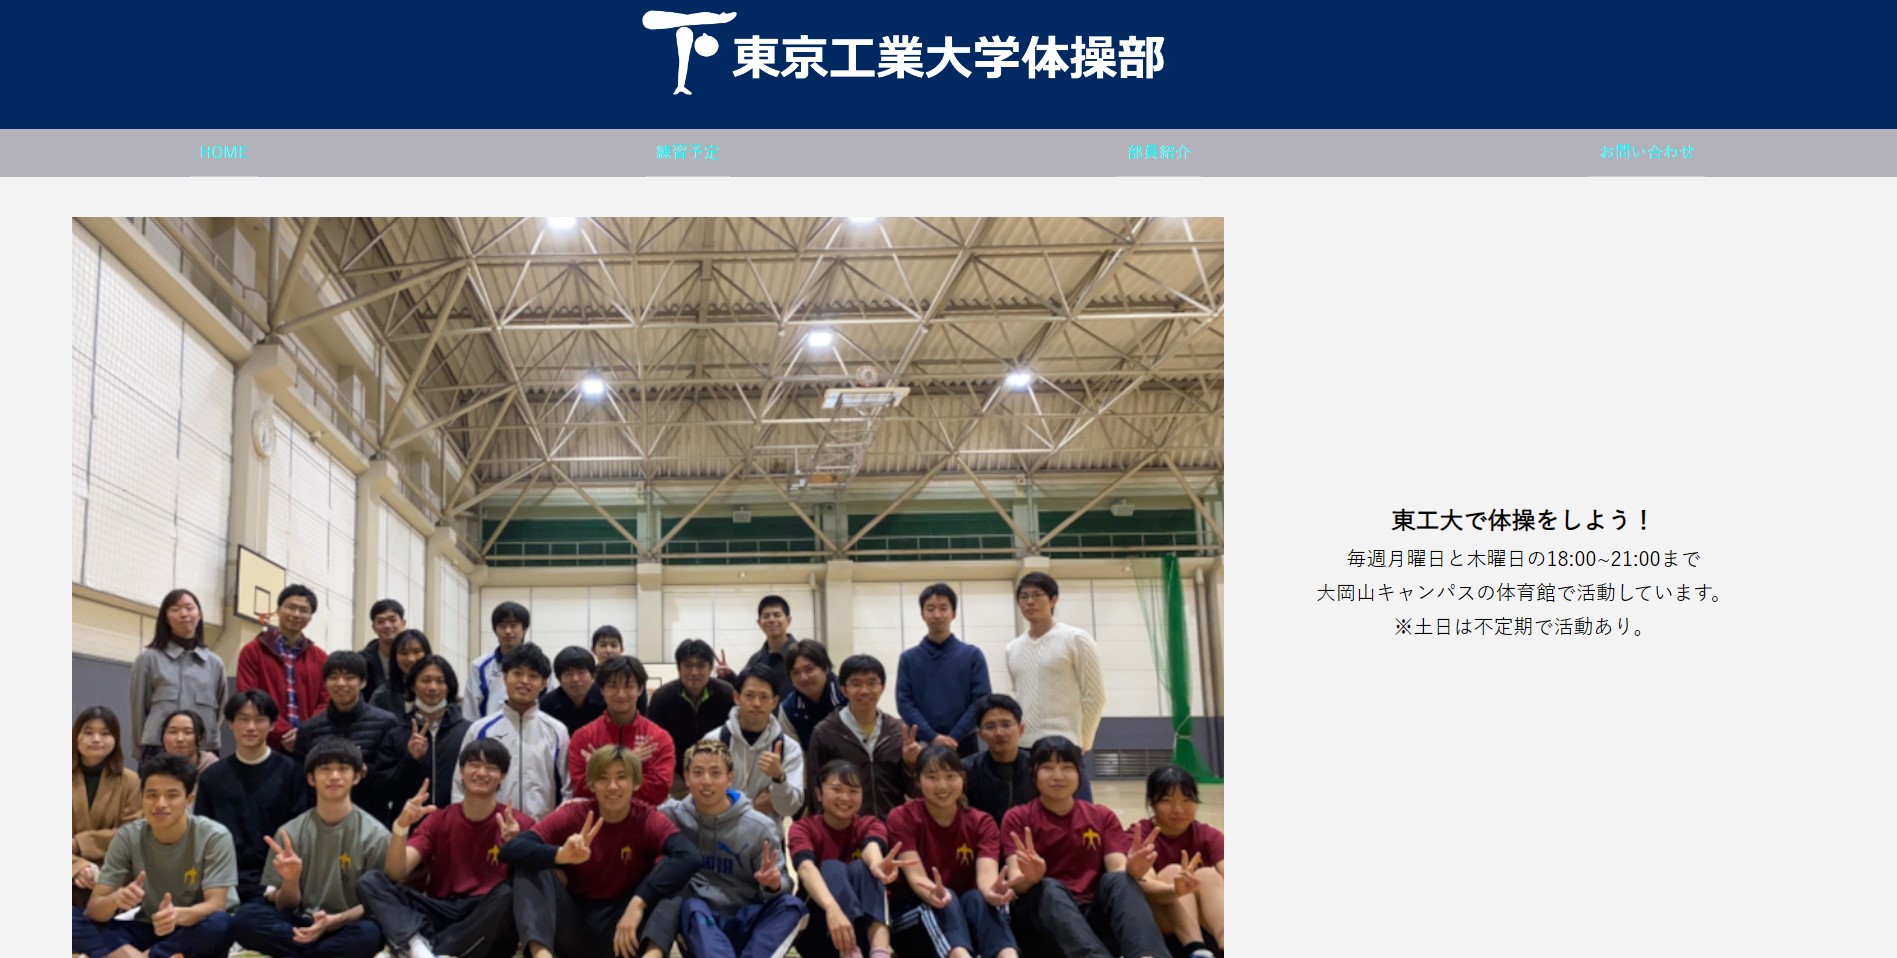 東京工業大学体操部
HOME
練習予定
部員紹介
お問い合わせ
東工大で体操をしよう！
毎週月曜日と木曜日の18:00~21:00まで
大岡山キャンパスの体育館で活動しています。
※土日は不定期で活動あり。